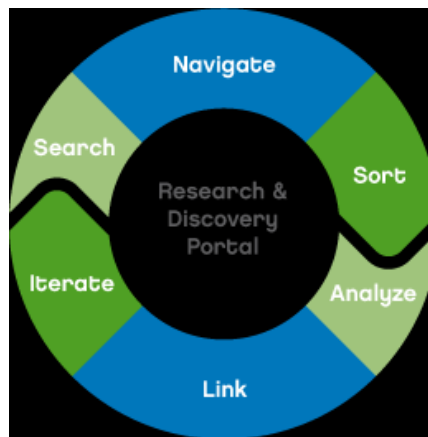 Navigate
Search
Sort
Research &
Discovery
Portal
Iterate
Analyze
Link